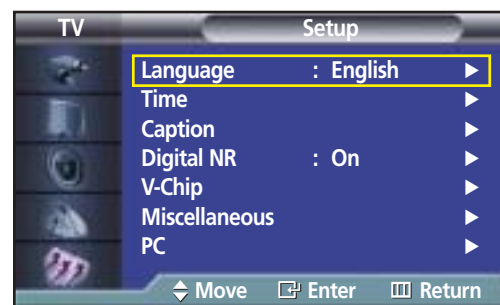 TV Setup
Language : English
Time
Caption
Digital NR : On
V-Chip
Miscellaneous
PC
Move Enter Return